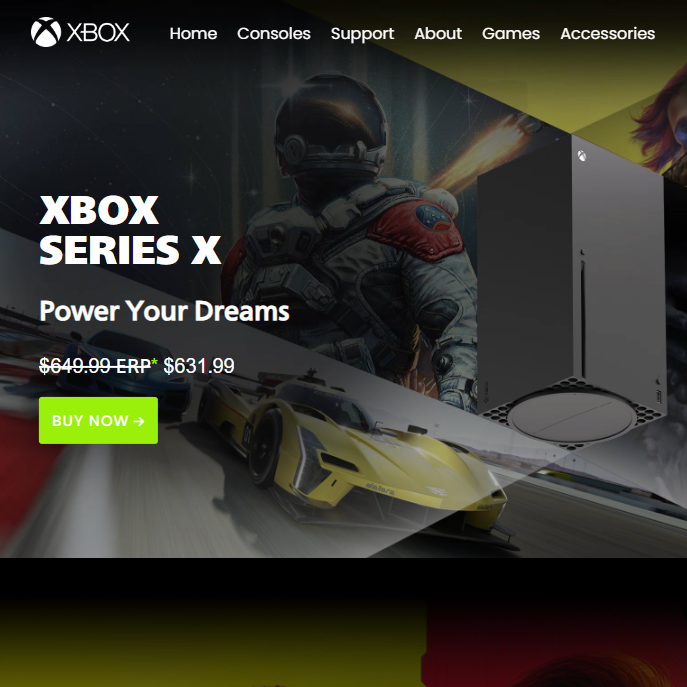 XBOX
Home Consoles Support About Games Accessories
XBOX
SERIES X
Power Your Dreams
$649.99 ERP* $631.99
BUY NOW →